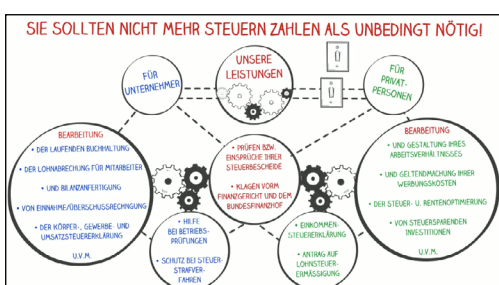 SIE SOLLTEN NICHT MEHR STEUERN ZAHLEN ALS UNBEDINGT NÖTIG!
FÜR
UNTERNEHMER
UNSERE
LEISTUNGEN
FÜR
PRIVAT-
PERSONEN
BEARBEITUNG
• DER LAUFENDEN BUCHHALTUNG
• DER LOHNABRECHUNG FÜR MITARBEITER
• UND BILANZANFERTIGUNG
• VON EINNAHME/ÜBERSCHUSSRECHNGUNG
• DER KÖRPER-, GEWERBE- UND
UMSATZSTEUERERKLÄRUNG
U.V.M.
• PRÜFEN BZW.
EINSPRÜCHE IHRER
STEUERBESCHEIDE
• KLAGEN VORM
FINANZGERICHT UND DEM
BUNDESFINANZHOF
BEARBEITUNG
• UND GESTALTUNG IHRES
ARBEITSVERHÄLTNISSES
• UND GELTENDMACHUNG IHRER
WERBUNGSKOSTEN
• DER STEUER- U. RENTENOPTIMIERUNG
• VON STEUERSPARENDEN
INVESTITIONEN
U.V.M.
• HILFE
BEI BETRIEBS-
PRÜFUNGEN
• SCHUTZ BEI STEUER-
STRAFVER-
FAHREN
• EINKOMMEN-
STEUERERKLÄRUNG
• ANTRAG AUF
LOHNSTEUER-
ERMÄSSIGUNG